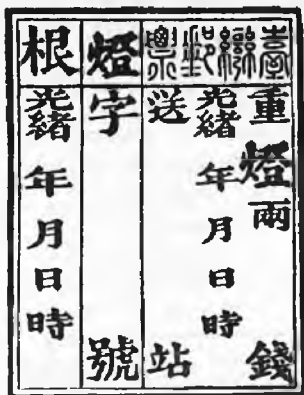 臺灣郵票
重燈兩錢
光緒年月日時
送站
燈字號
根光緒年月日時